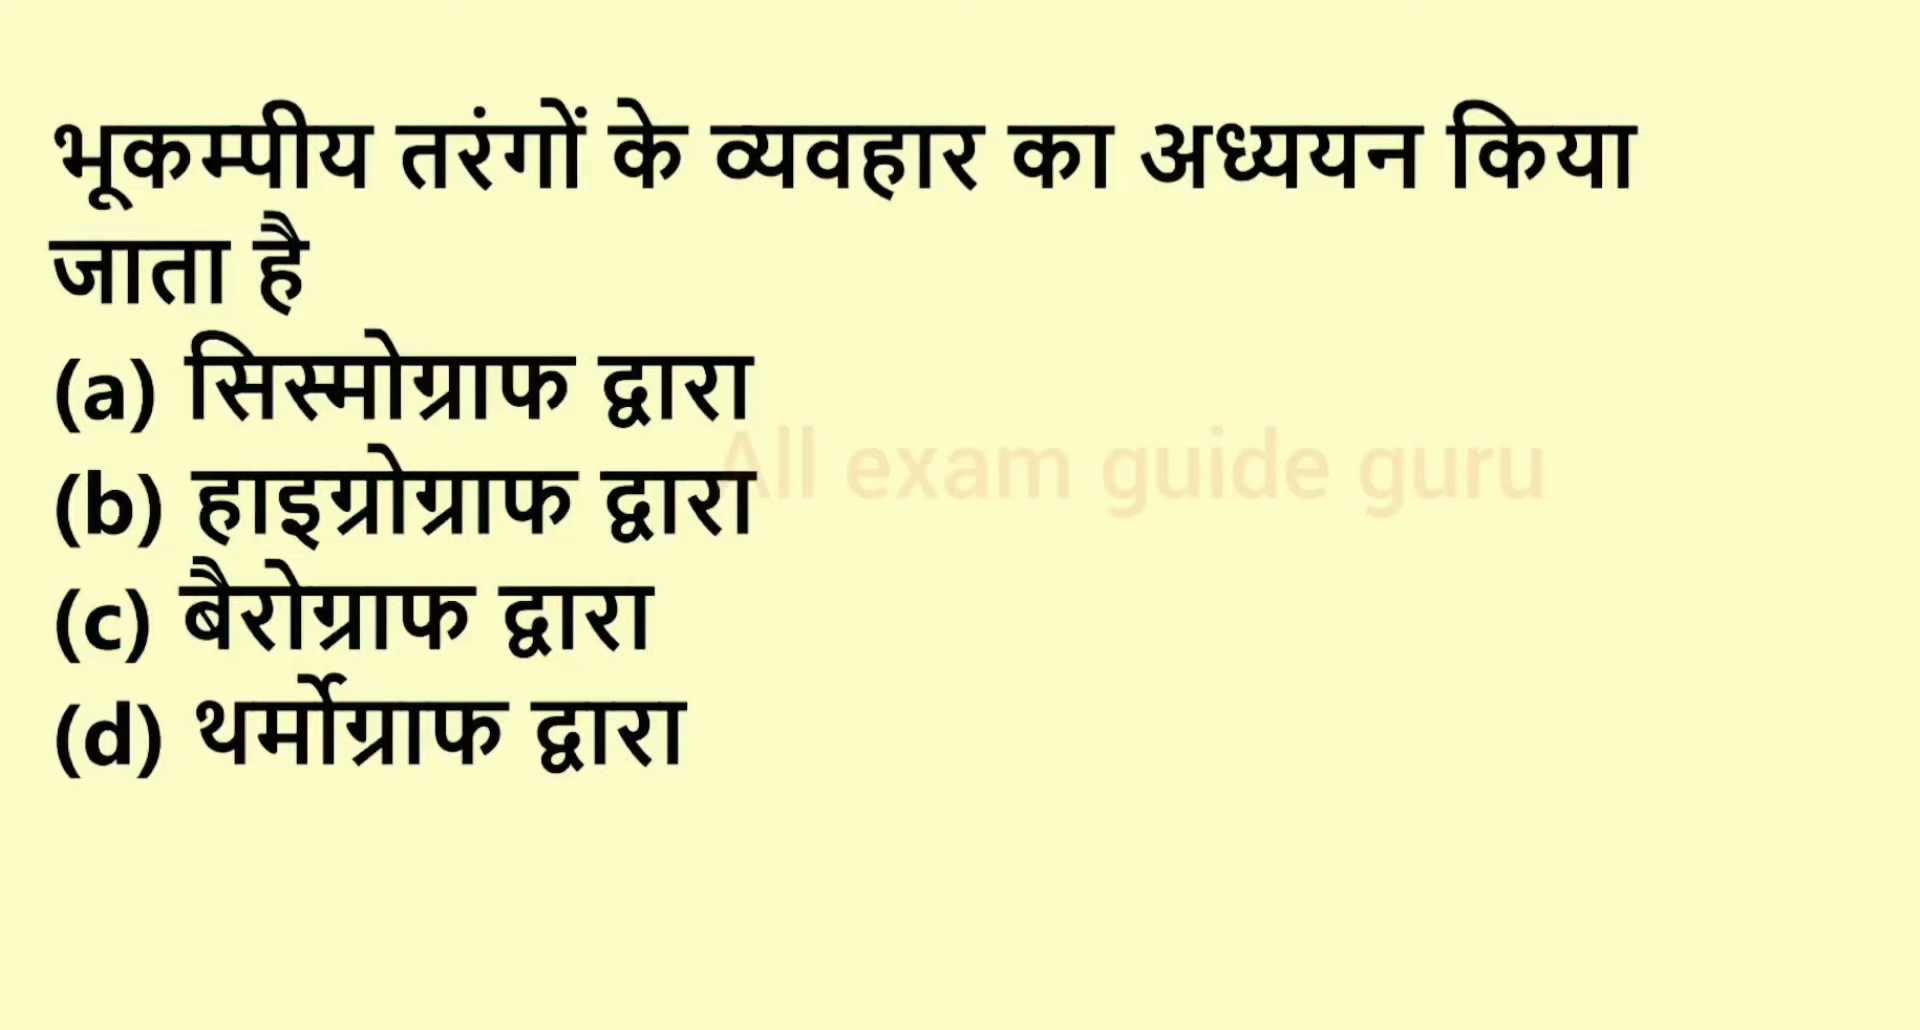 भूकम्पीय तरंगों के व्यवहार का अध्ययन किया
जाता है
(a) सिस्मोग्राफ द्वारा
(b) हाइग्रोग्राफ द्वारा
All exam guide guru
(c) बैरोग्राफ द्वारा
(d) थर्मोग्राफ द्वारा